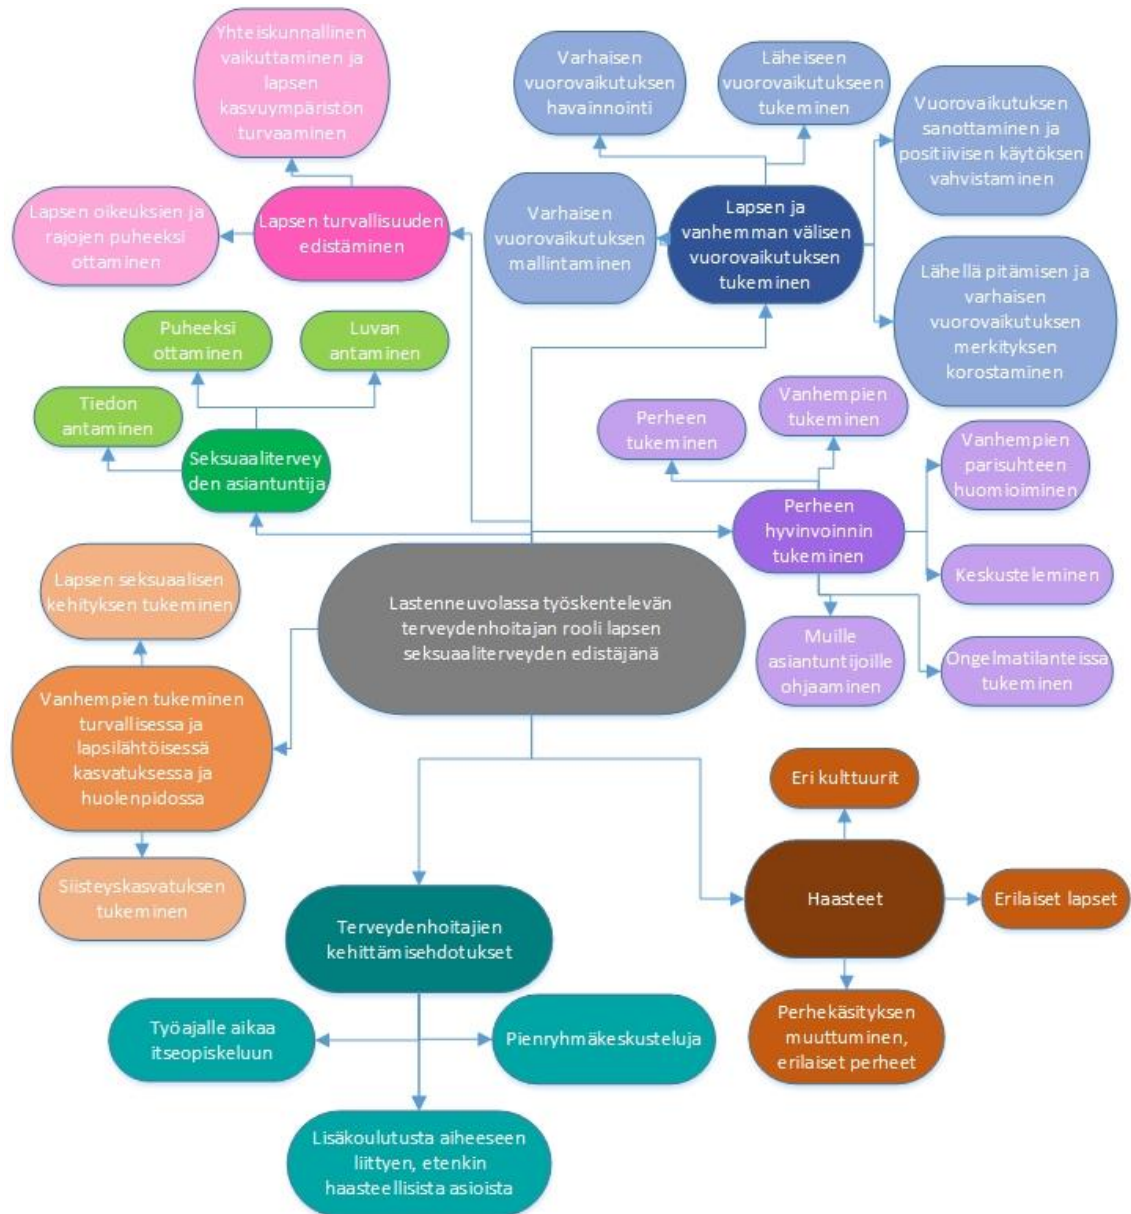 Yhteiskunnallinen
vaikuttaminen ja
lapsen
kasvuympäristön
turvaaminen
Lapsen oikeuksien ja
rajojen puheeksi
ottaminen
Lapsen turvallisuuden
edistäminen
Varhaisen
vuorovaikutuksen
havainnointi
Läheiseen
vuorovaikutukseen
tukeminen
Vuorovaikutuksen
sanottaminen ja
positiivisen käytöksen
vahvistaminen
Varhaisen
vuorovaikutuksen
mallintaminen
Lapsen ja
vanhemman välisen
vuorovaikutuksen
tukeminen
Lähellä pitämisen ja
varhaisen
vuorovaikutuksen
merkityksen
korostaminen
Puheeksi
ottaminen
Luvan
antaminen
Tiedon
antaminen
Seksuaalitervey
den asiantuntija
Perheen
tukeminen
Vanhempien
tukeminen
Vanhempien
parisuhteen
huomioiminen
Perheen
hyvinvoinnin
tukeminen
Keskusteleminen
Muille
asiantuntijoille
ohjaaminen
Ongelmatilanteissa
tukeminen
Lastenneuvolassa työskentelevän
terveydenhoitajan rooli lapsen
seksuaaliterveyden edistäjänä
Lapsen seksuaalisen
kehityksen tukeminen
Vanhempien tukeminen
turvallisessa ja
lapsilähtöisessä
kasvatuksessa ja
huolenpidossa
Siisteyskasvatuksen
tukeminen
Eri kulttuurit
Haasteet
Erilaiset lapset
Perhekäsityksen
muuttuminen,
erilaiset perheet
Terveydenhoitajien
kehittämisehdotukset
Työajalle aikaa
itseopiskeluun
Pienryhmäkeskusteluja
Lisäkoulutusta aiheeseen
liittyen, etenkin
haasteellisista asioista